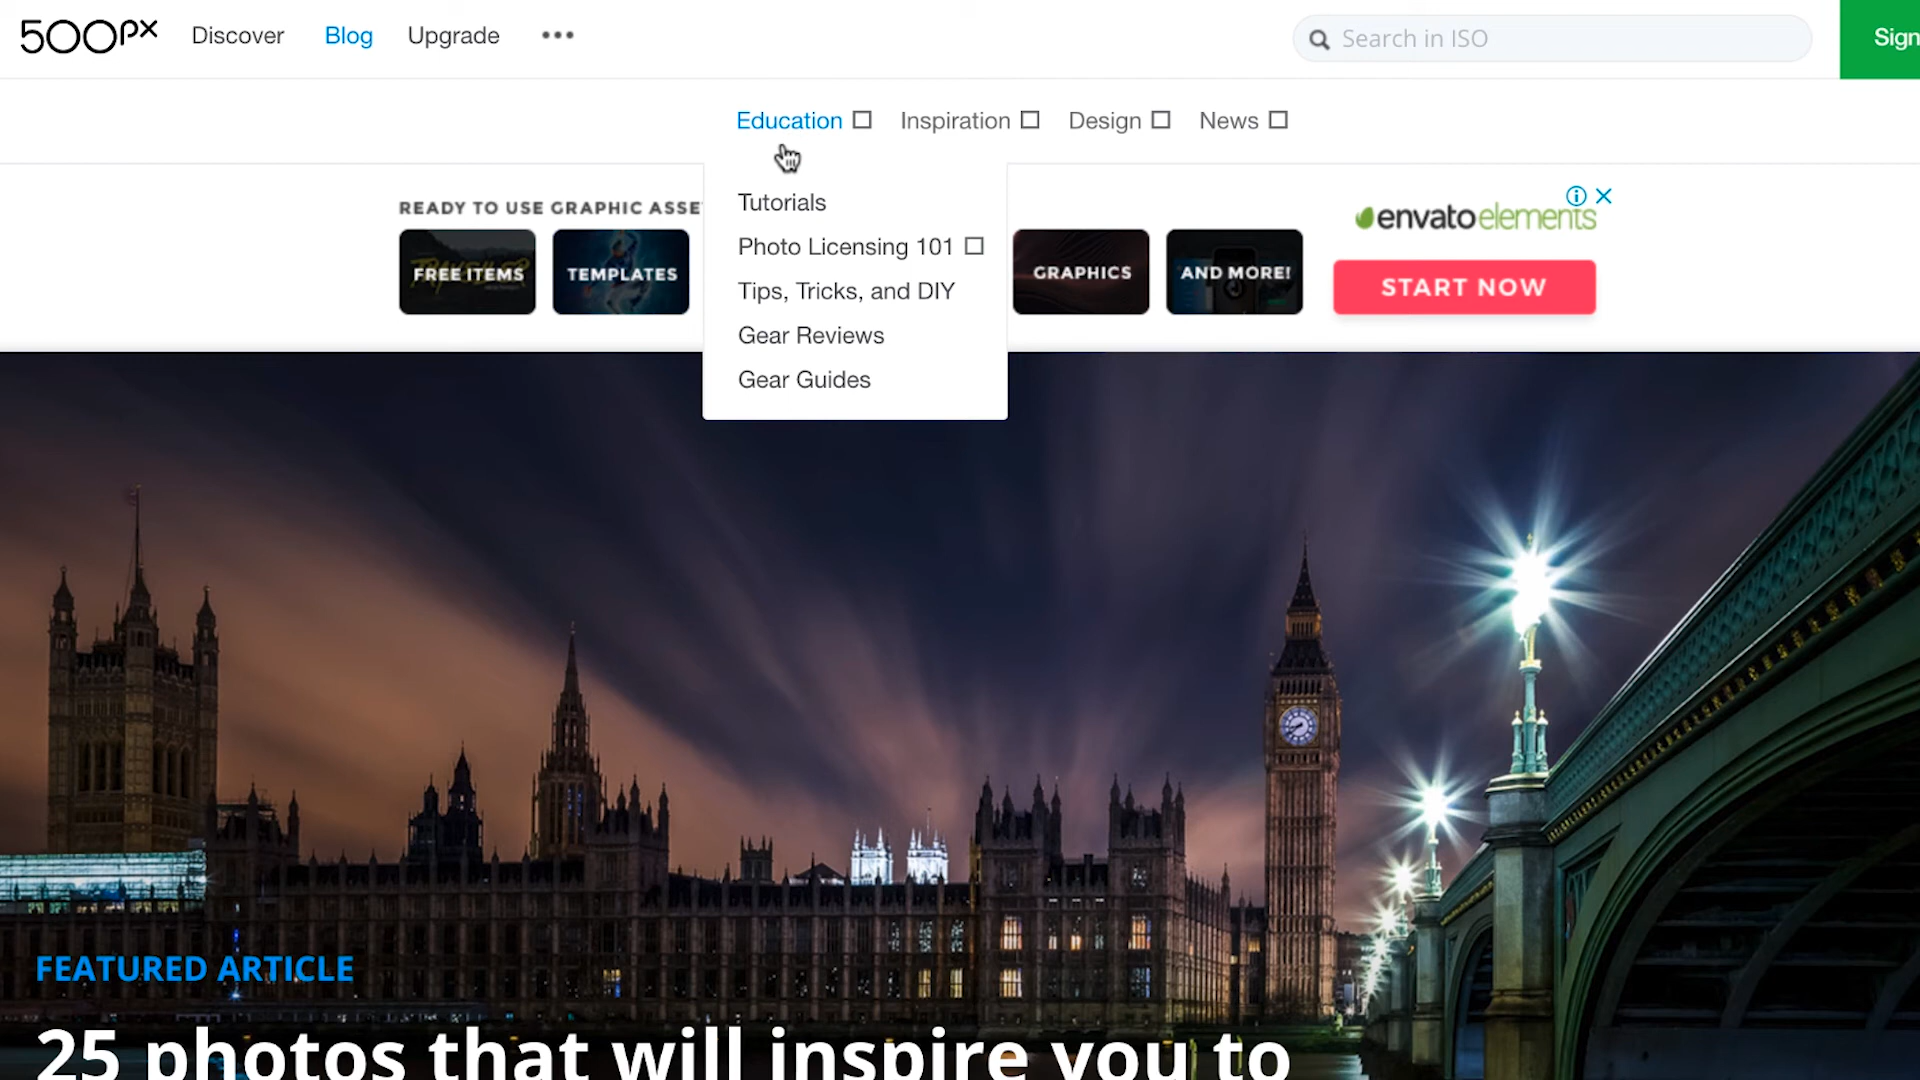 500px Discover Blog Upgrade •••
Search in ISO
Sign
Education Inspiration Design News
Tutorials
Photo Licensing 101
Tips, Tricks, and DIY
Gear Reviews
Gear Guides
READY TO USE GRAPHIC ASSE
FREE ITEMS
TEMPLATES
GRAPHICS
AND MORE!
envatoelements
START NOW
FEATURED ARTICLE
25 photos that will inspire you to